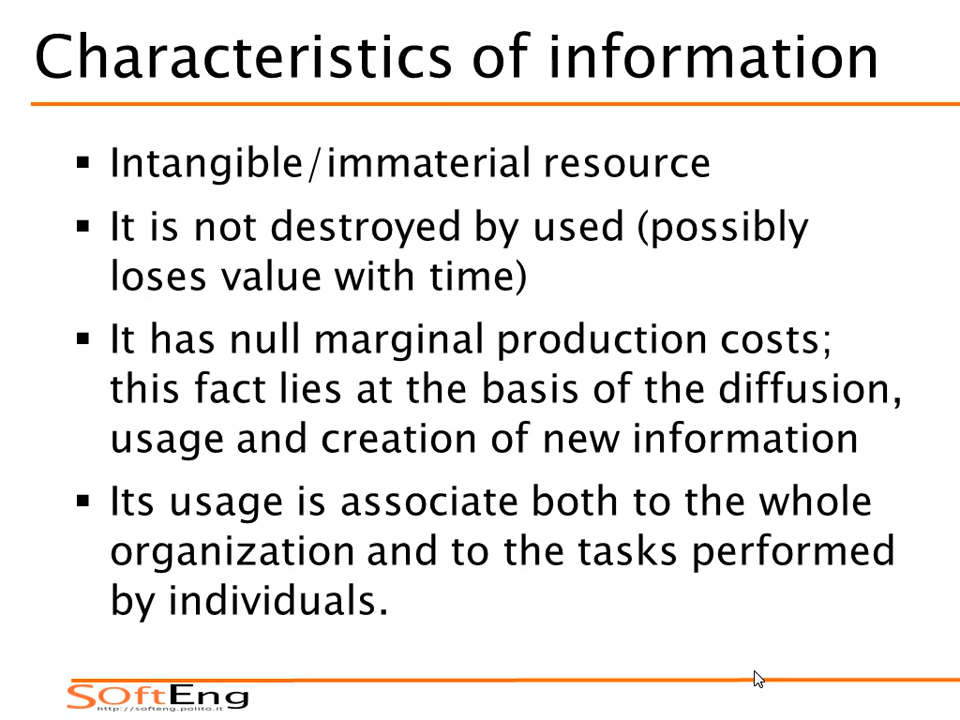 Characteristics of information
▪ Intangible/immaterial resource
▪ It is not destroyed by used (possibly
loses value with time)
▪ It has null marginal production costs;
this fact lies at the basis of the diffusion,
usage and creation of new information
▪ Its usage is associate both to the whole
organization and to the tasks performed
by individuals.
SOftEng
http://softeng.polito.it